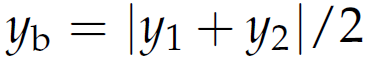 y_b = |y_1 + y_2|/2